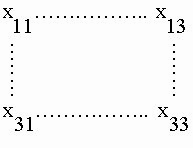 x11 ................. x13
x31 ................. x33